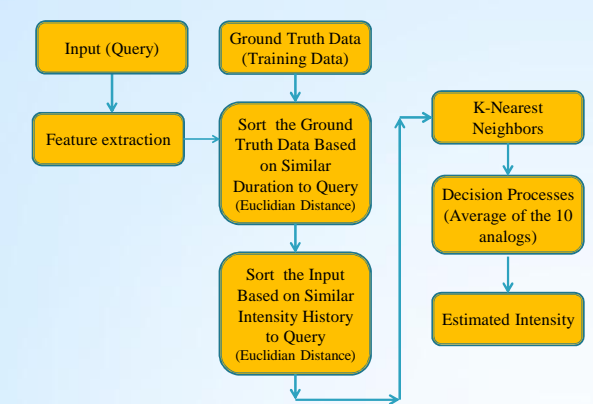 Input (Query)
Feature extraction
Ground Truth Data
(Training Data)
Sort the Ground
Truth Data Based
on Similar
Duration to Query
(Euclidian Distance)
Sort the Input
Based on Similar
Intensity History
to Query
(Euclidian Distance)
K-Nearest
Neighbors
Decision Processes
(Average of the 10
analogs)
Estimated Intensity